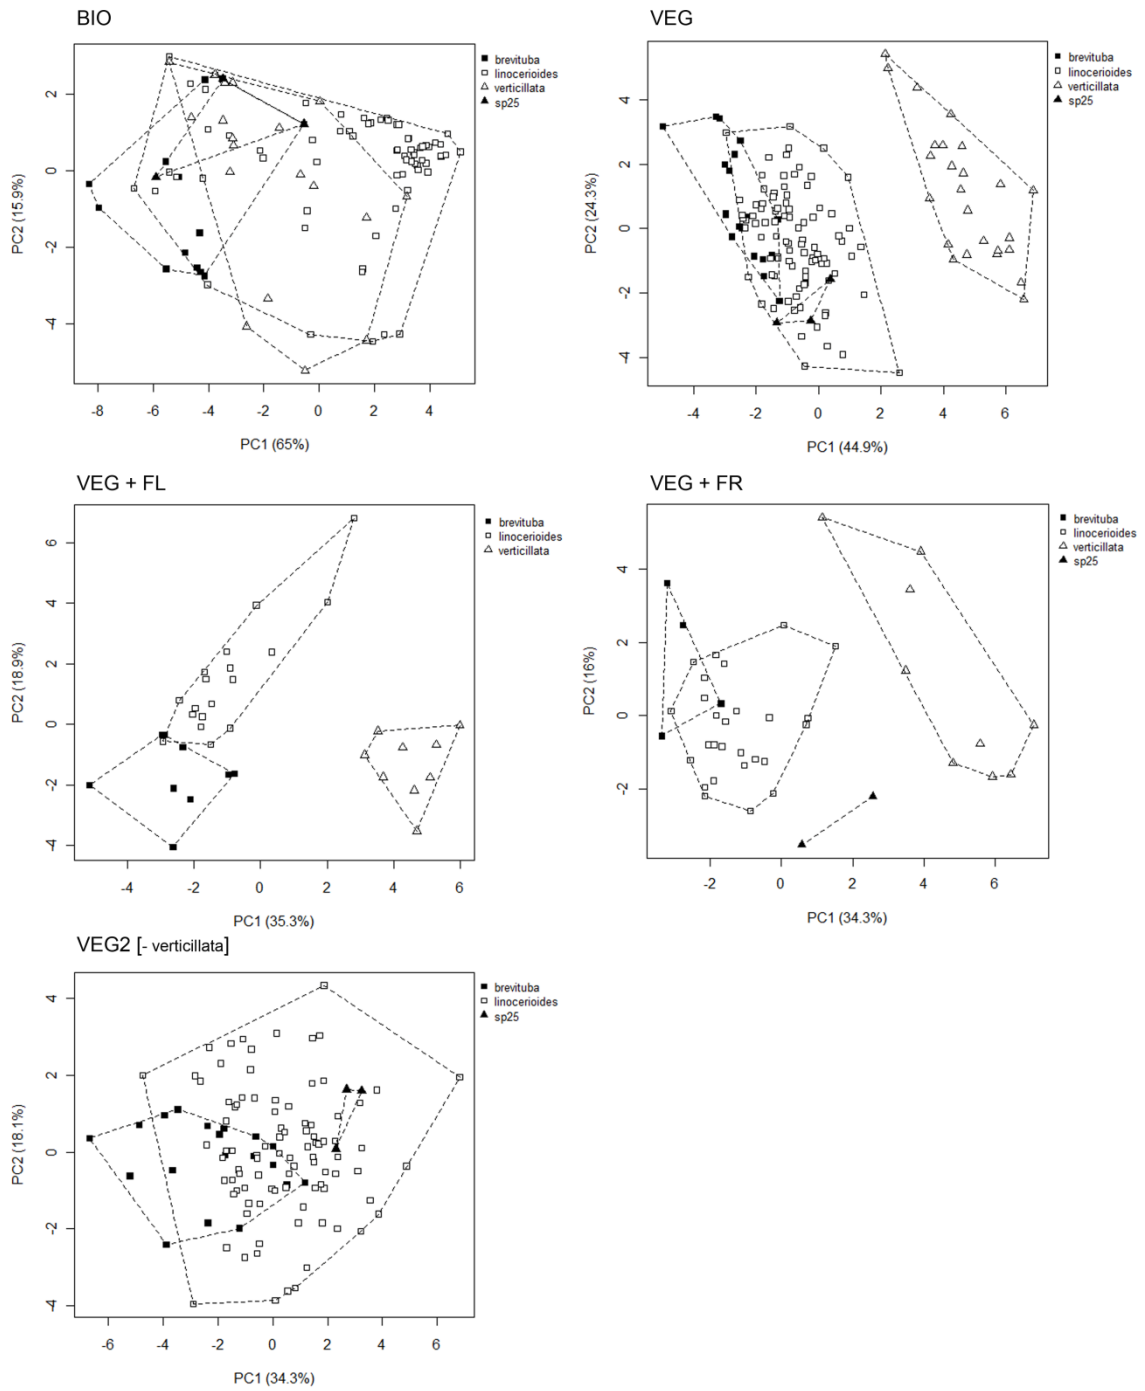 BIO
brevituba
linocerioides
verticillata
sp25
2
0
-2
-4
PC2 (15.9%)
-8 -6 -4 -2 0 2 4
PC1 (65%)
VEG
brevituba
linocerioides
verticillata
sp25
4
2
0
-2
-4
PC2 (24.3%)
-4 -2 0 2 4 6
PC1 (44.9%)
VEG + FL
brevituba
linocerioides
verticillata
6
4
2
0
-2
-4
PC2 (18.9%)
-4 -2 0 2 4 6
PC1 (35.3%)
VEG + FR
brevituba
linocerioides
verticillata
sp25
4
2
0
-2
PC2 (16%)
-2 0 2 4 6
PC1 (34.3%)
VEG2 [- verticillata]
brevituba
linocerioides
sp25
4
2
0
-2
-4
PC2 (18.1%)
-6 -4 -2 0 2 4 6
PC1 (34.3%)